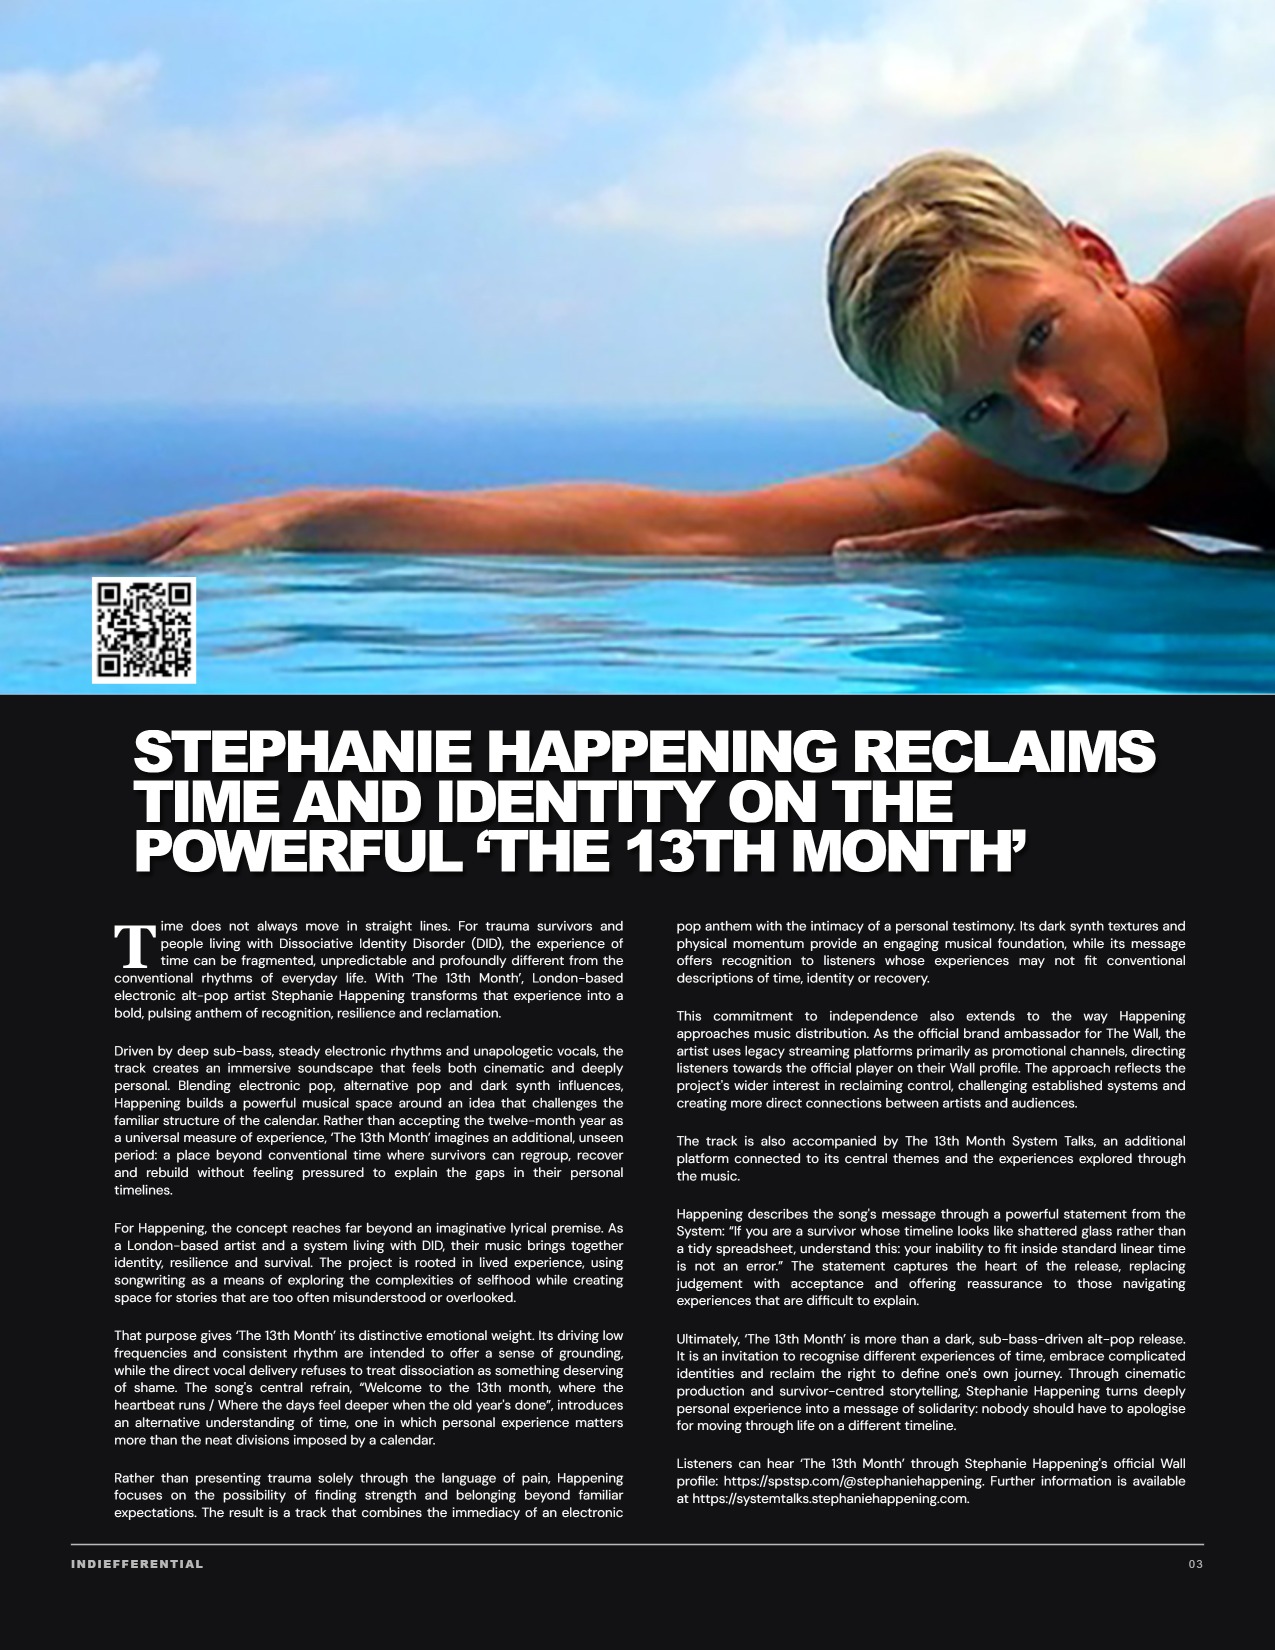 STEPHANIE HAPPENING RECLAIMS
TIME AND IDENTITY ON THE
POWERFUL ‘THE 13TH MONTH’
Time does not always move in straight lines. For trauma survivors and
people living with Dissociative Identity Disorder (DID), the experience of
time can be fragmented, unpredictable and profoundly different from the
conventional rhythms of everyday life. With ‘The 13th Month’, London-based
electronic alt-pop artist Stephanie Happening transforms that experience into a
bold, pulsing anthem of recognition, resilience and reclamation.
Driven by deep sub-bass, steady electronic rhythms and unapologetic vocals, the
track creates an immersive soundscape that feels both cinematic and deeply
personal. Blending electronic pop, alternative pop and dark synth influences,
Happening builds a powerful musical space around an idea that challenges the
familiar structure of the calendar. Rather than accepting the twelve-month year as
a universal measure of experience, ‘The 13th Month’ imagines an additional, unseen
period: a place beyond conventional time where survivors can regroup, recover
and rebuild without feeling pressured to explain the gaps in their personal
timelines.
For Happening, the concept reaches far beyond an imaginative lyrical premise. As
a London-based artist and a system living with DID, their music brings together
identity, resilience and survival. The project is rooted in lived experience, using
songwriting as a means of exploring the complexities of selfhood while creating
space for stories that are too often misunderstood or overlooked.
That purpose gives ‘The 13th Month’ its distinctive emotional weight. Its driving low
frequencies and consistent rhythm are intended to offer a sense of grounding,
while the direct vocal delivery refuses to treat dissociation as something deserving
of shame. The song's central refrain, “Welcome to the 13th month, where the
heartbeat runs / Where the days feel deeper when the old year's done”, introduces
an alternative understanding of time, one in which personal experience matters
more than the neat divisions imposed by a calendar.
Rather than presenting trauma solely through the language of pain, Happening
focuses on the possibility of finding strength and belonging beyond familiar
expectations. The result is a track that combines the immediacy of an electronic
pop anthem with the intimacy of a personal testimony. Its dark synth textures and
physical momentum provide an engaging musical foundation, while its message
offers recognition to listeners whose experiences may not fit conventional
descriptions of time, identity or recovery.
This commitment to independence also extends to the way Happening
approaches music distribution. As the official brand ambassador for The Wall, the
artist uses legacy streaming platforms primarily as promotional channels, directing
listeners towards the official player on their Wall profile. The approach reflects the
project's wider interest in reclaiming control, challenging established systems and
creating more direct connections between artists and audiences.
The track is also accompanied by The 13th Month System Talks, an additional
platform connected to its central themes and the experiences explored through
the music.
Happening describes the song's message through a powerful statement from the
System: “If you are a survivor whose timeline looks like shattered glass rather than
a tidy spreadsheet, understand this: your inability to fit inside standard linear time
is not an error.” The statement captures the heart of the release, replacing
judgement with acceptance and offering reassurance to those navigating
experiences that are difficult to explain.
Ultimately, ‘The 13th Month’ is more than a dark, sub-bass-driven alt-pop release.
It is an invitation to recognise different experiences of time, embrace complicated
identities and reclaim the right to define one's own journey. Through cinematic
production and survivor-centred storytelling, Stephanie Happening turns deeply
personal experience into a message of solidarity: nobody should have to apologise
for moving through life on a different timeline.
Listeners can hear ‘The 13th Month’ through Stephanie Happening's official Wall
profile: https://spstsp.com/@stephaniehappening. Further information is available
at https://systemtalks.stephaniehappening.com.
INDIEFFERENTIAL
03